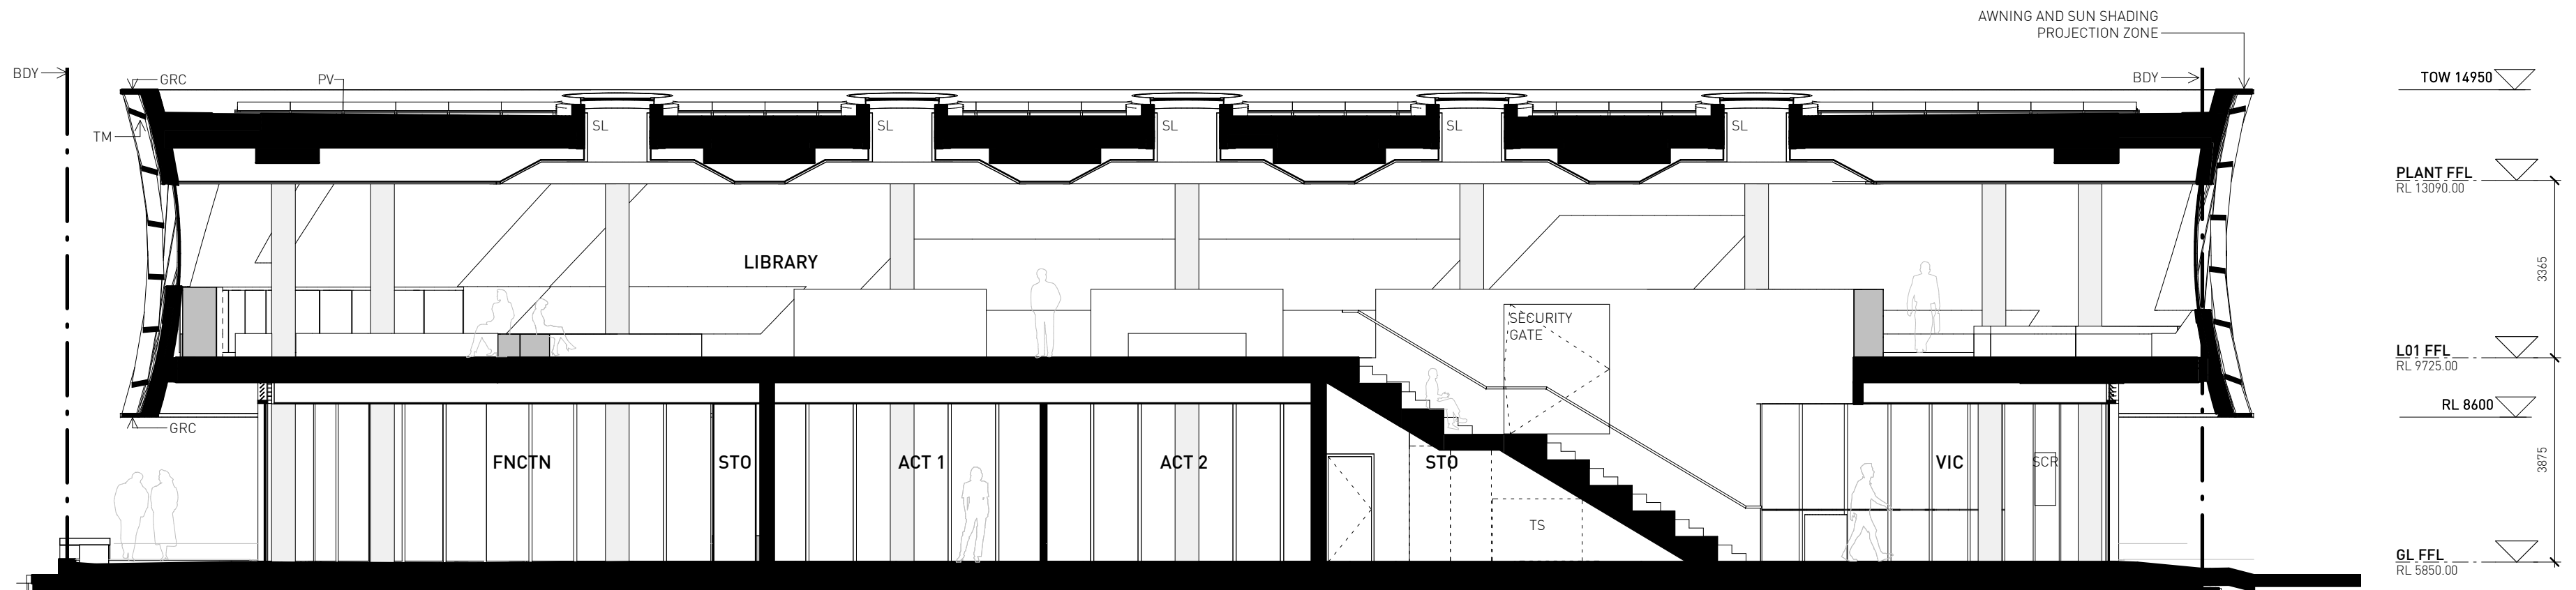 AWNING AND SUN SHADING
PROJECTION ZONE
BDY
GRC
PV
BDY
TOW 14950
TM
SL
SL
SL
SL
SL
PLANT FFL
RL 13090.00
LIBRARY
3365
SECURITY
GATE
L01 FFL
RL 9725.00
RL 8600
GRC
FNCTN
STO
ACT 1
ACT 2
STO
VIC
SCR
3875
TS
GL FFL
RL 5850.00